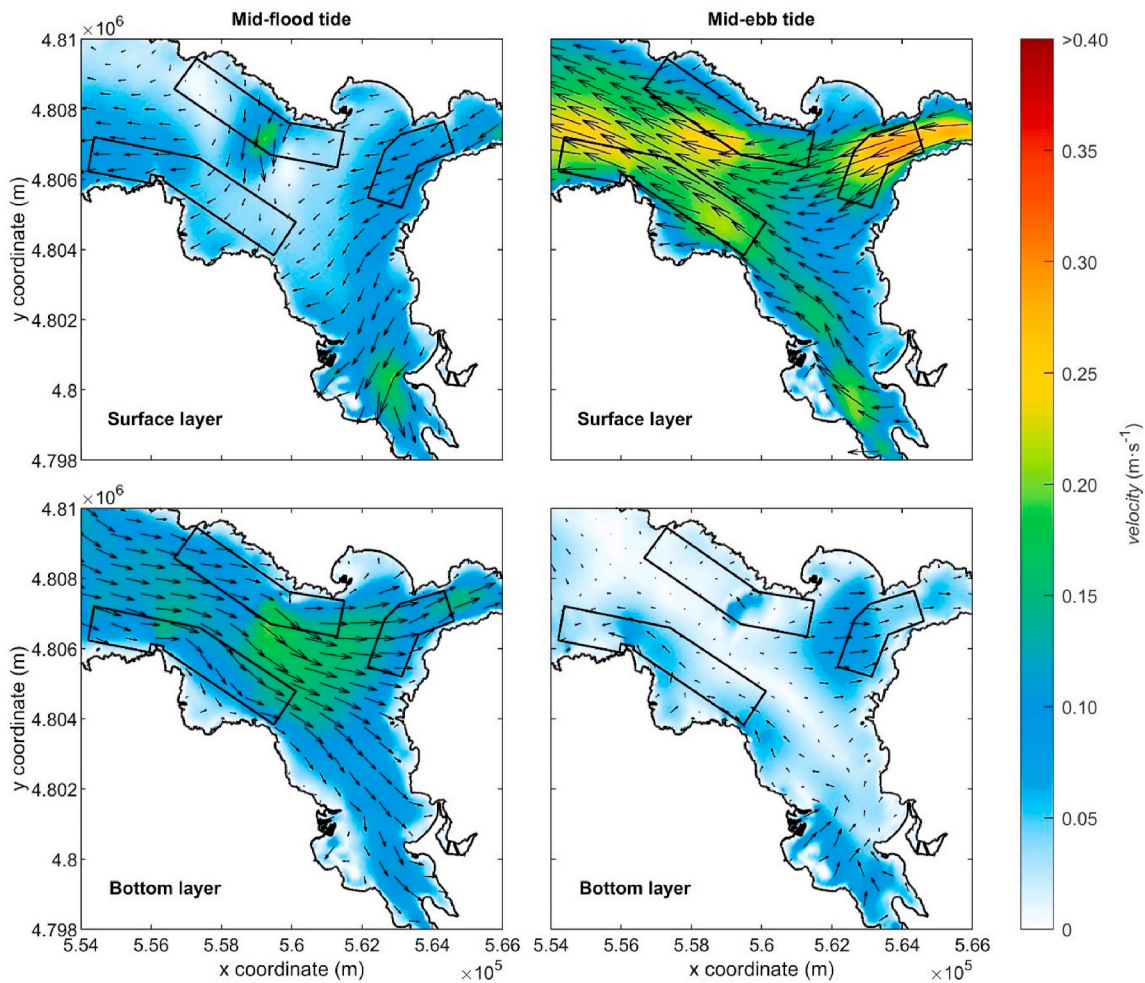 Mid-flood tide
Mid-ebb tide
×10⁶
4.81
4.808
4.806
4.804
4.802
4.8
4.798
y coordinate (m)
Surface layer
Surface layer
>0.40
0.35
0.30
0.25
0.20
0.15
0.10
0.05
0
velocity (m·s⁻¹)
×10⁶
4.81
4.808
4.806
4.804
4.802
4.8
4.798
y coordinate (m)
Bottom layer
Bottom layer
5.54 5.56 5.58 5.6 5.62 5.64 5.66
x coordinate (m)
×10⁵
5.54 5.56 5.58 5.6 5.62 5.64 5.66
x coordinate (m)
×10⁵